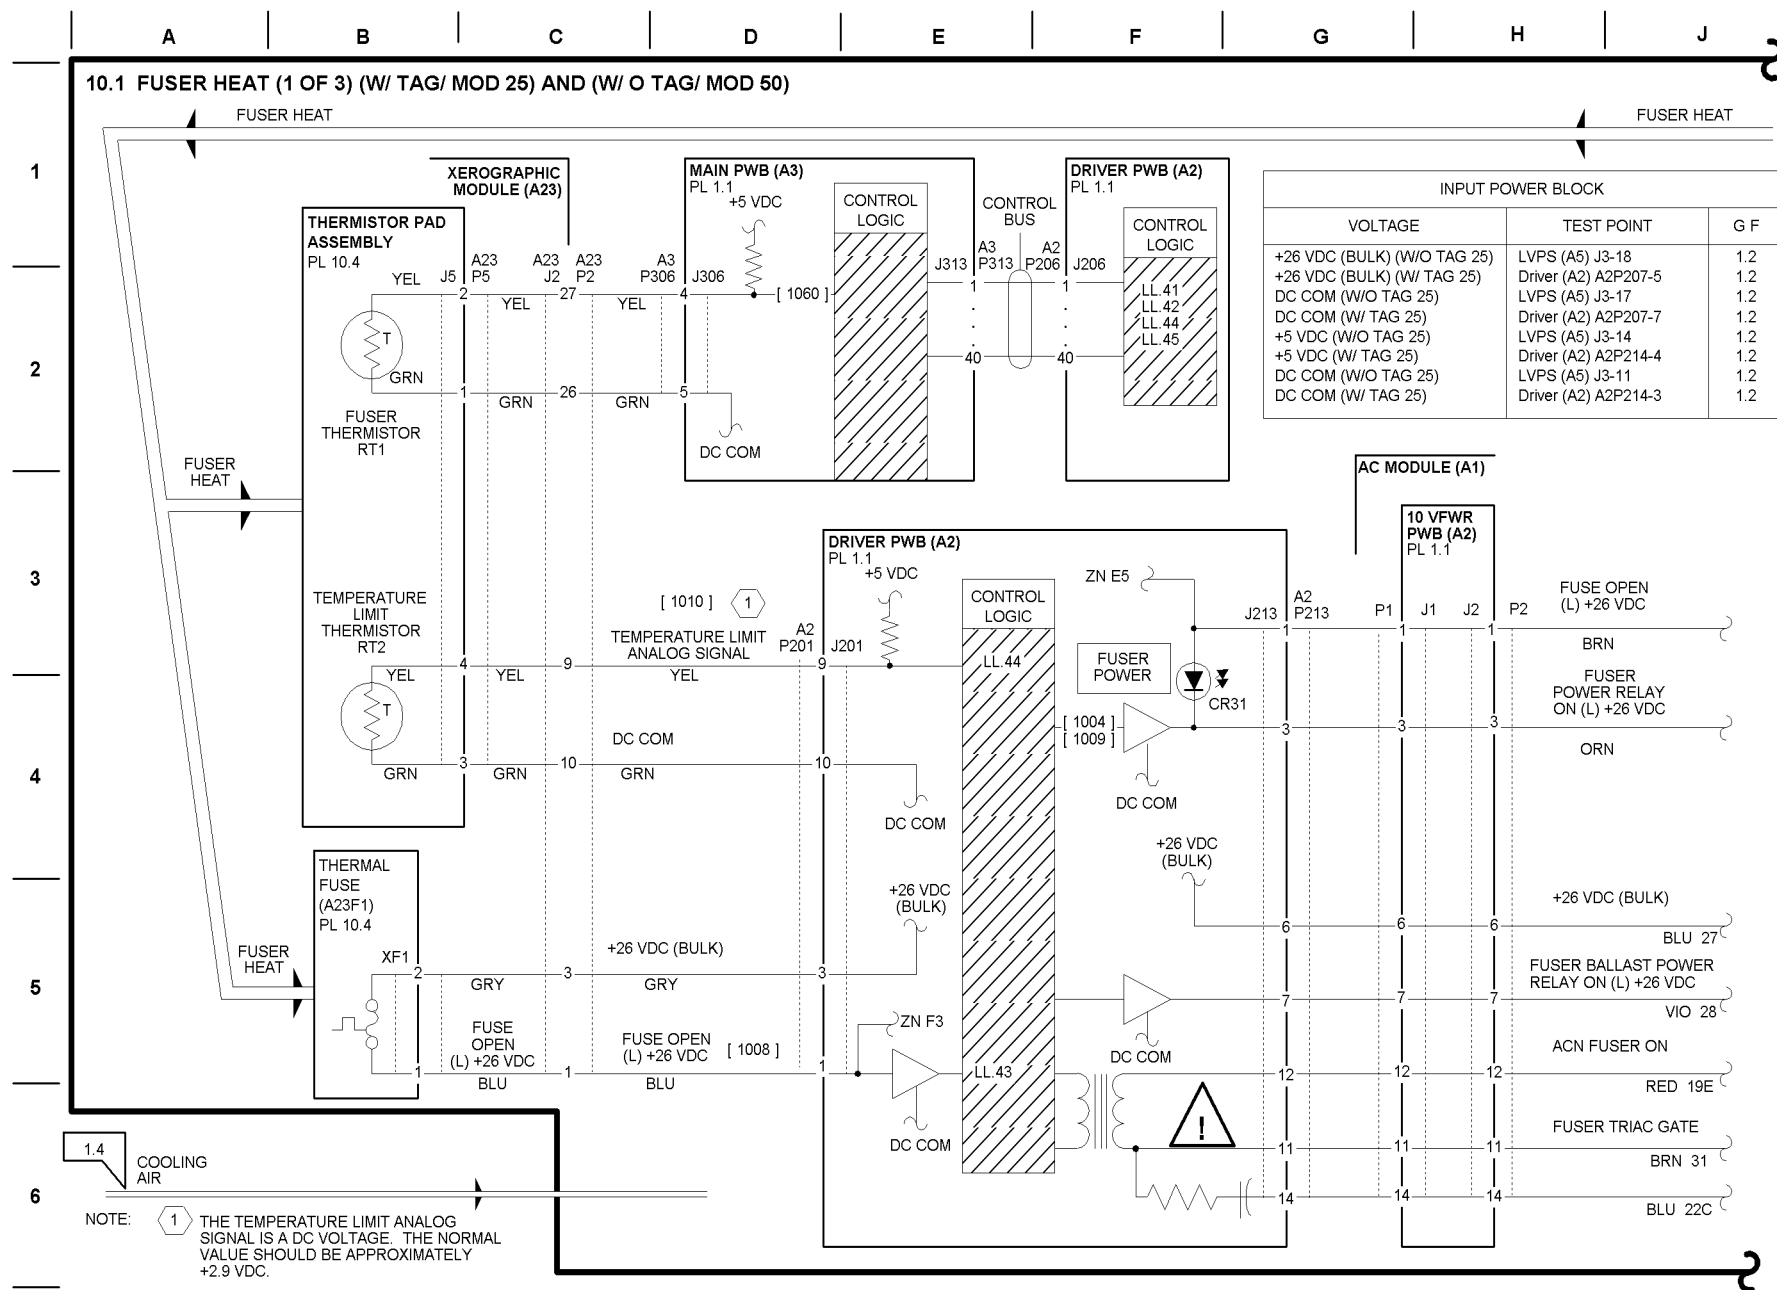 A B C D E F G H J
10.1 FUSER HEAT (1 OF 3) (W/ TAG/ MOD 25) AND (W/ O TAG/ MOD 50)
FUSER HEAT
FUSER HEAT
1
2
3
4
5
6
XEROGRAPHIC
MODULE (A23)
THERMISTOR PAD
ASSEMBLY
PL 10.4
YEL
J5
A23
P5
A23
J2
A23
P2
A3
P306
J306
2
YEL
27
YEL
4
[ 1060 ]
T
GRN
1
GRN
26
GRN
5
FUSER
THERMISTOR
RT1
MAIN PWB (A3)
PL 1.1
+5 VDC
DC COM
CONTROL
LOGIC
J313
A3
P313
CONTROL
BUS
A2
P206
J206
1
1
.
.
.
.
.
.
40
40
DRIVER PWB (A2)
PL 1.1
CONTROL
LOGIC
LL.41
LL.42
LL.44
LL.45
INPUT POWER BLOCK
VOLTAGE TEST POINT G F
+26 VDC (BULK) (W/O TAG 25) LVPS (A5) J3-18 1.2
+26 VDC (BULK) (W/ TAG 25) Driver (A2) A2P207-5 1.2
DC COM (W/O TAG 25) LVPS (A5) J3-17 1.2
DC COM (W/ TAG 25) Driver (A2) A2P207-7 1.2
+5 VDC (W/O TAG 25) LVPS (A5) J3-14 1.2
+5 VDC (W/ TAG 25) Driver (A2) A2P214-4 1.2
DC COM (W/O TAG 25) LVPS (A5) J3-11 1.2
DC COM (W/ TAG 25) Driver (A2) A2P214-3 1.2
FUSER
HEAT
TEMPERATURE
LIMIT
THERMISTOR
RT2
YEL
4
YEL
9
YEL
9
T
GRN
3
GRN
10
GRN
10
DC COM
[ 1010 ]
1
TEMPERATURE LIMIT
ANALOG SIGNAL
A2
P201
J201
DRIVER PWB (A2)
PL 1.1
+5 VDC
DC COM
CONTROL
LOGIC
LL.44
ZN E5
FUSER
POWER
CR31
[ 1004 ]
[ 1009 ]
DC COM
AC MODULE (A1)
10 VFWR
PWB (A2)
PL 1.1
J213
A2
P213
P1
J1
J2
P2
1
1
1
FUSE OPEN
(L) +26 VDC
BRN
3
3
3
FUSER
POWER RELAY
ON (L) +26 VDC
ORN
THERMAL
FUSE
(A23F1)
PL 10.4
FUSER
HEAT
XF1
2
GRY
3
GRY
3
+26 VDC (BULK)
+26 VDC
(BULK)
1
FUSE
OPEN
(L) +26 VDC
BLU
1
FUSE OPEN
(L) +26 VDC
[ 1008 ]
BLU
1
ZN F3
LL.43
DC COM
+26 VDC
(BULK)
6
6
6
+26 VDC (BULK)
BLU 27
DC COM
7
7
7
FUSER BALLAST POWER
RELAY ON (L) +26 VDC
VIO 28
12
12
12
ACN FUSER ON
RED 19E
!
11
11
11
FUSER TRIAC GATE
BRN 31
14
14
14
BLU 22C
1.4
COOLING
AIR
NOTE: 1 THE TEMPERATURE LIMIT ANALOG
SIGNAL IS A DC VOLTAGE. THE NORMAL
VALUE SHOULD BE APPROXIMATELY
+2.9 VDC.